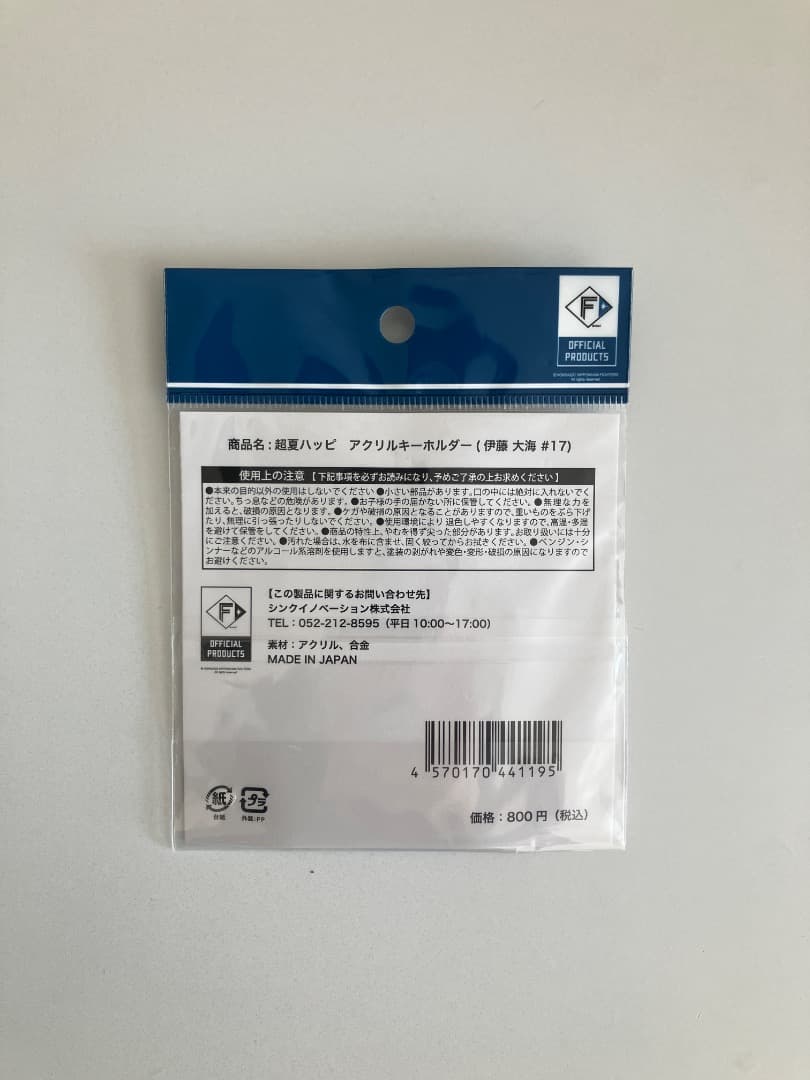 F
OFFICIAL
PRODUCTS
©HOKKAIDO NIPPONHAM FIGHTERS
All rights reserved
商品名 : 超夏ハッピ アクリルキーホルダー ( 伊藤 大海 #17)
使用上の注意【下記事項を必ずお読みになり、予めご了承の上お求めください】
●本来の目的以外の使用はしないでください ●小さい部品があります。口の中には絶対に入れないでく
ださい。ちっ息などの危険があります。●お子様の手の届かない所に保管してください。●無理な力を
加えると、破損の原因となります。●ケガや破損の原因となることがありますので、重いものをぶら下げ
たり、無理に引っ張ったりしないでください。●使用環境により 退色しやすくなりますので、高温・多湿
を避けて保管をしてください。●商品の特性上、やむを得ず尖った部分があります。お取り扱いには十分
にご注意ください。●汚れた場合は、水を布に含ませ、固く絞ってからお拭きください。●ベンジン・シ
ンナーなどのアルコール系溶剤を使用しますと、塗装の剥がれや変色・変形・破損の原因になりますので
お避けください。
F
OFFICIAL
PRODUCTS
©HOKKAIDO NIPPONHAM FIGHTERS
All rights reserved
【この製品に関するお問い合わせ先】
シンクイノベーション株式会社
TEL : 052-212-8595（平日 10:00〜17:00）
素材 : アクリル、合金
MADE IN JAPAN
4 570170 441195
紙
台紙
プラ
外装:PP
価格 : 800 円（税込）